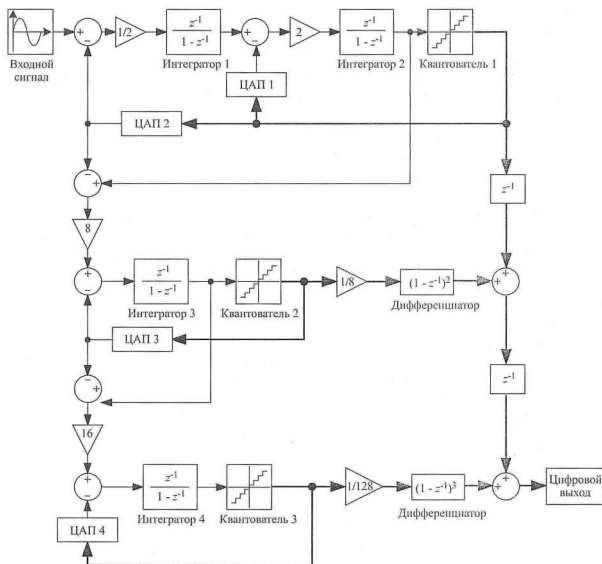 Входной
сигнал
+
−
1/2
z⁻¹
1 - z⁻¹
Интегратор 1
+
−
2
z⁻¹
1 - z⁻¹
Интегратор 2
Квантователь 1
ЦАП 1
ЦАП 2
−
+
z⁻¹
8
+
−
z⁻¹
1 - z⁻¹
Интегратор 3
Квантователь 2
1/8
(1 - z⁻¹)²
Дифференциатор
+
+
ЦАП 3
−
+
z⁻¹
16
+
−
z⁻¹
1 - z⁻¹
Интегратор 4
Квантователь 3
1/128
(1 - z⁻¹)³
Дифференциатор
+
+
Цифровой
выход
ЦАП 4